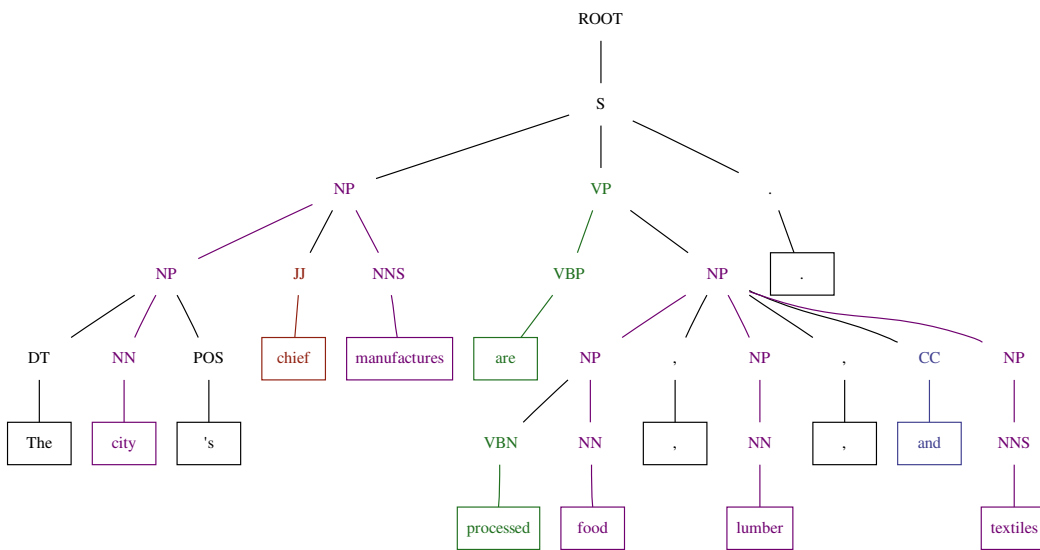 ROOT
S
NP VP .
NP JJ NNS VBP NP .
DT NN POS chief manufactures are NP , NP , CC NP
The city 's VBN NN , NN , and NNS
processed food lumber textiles